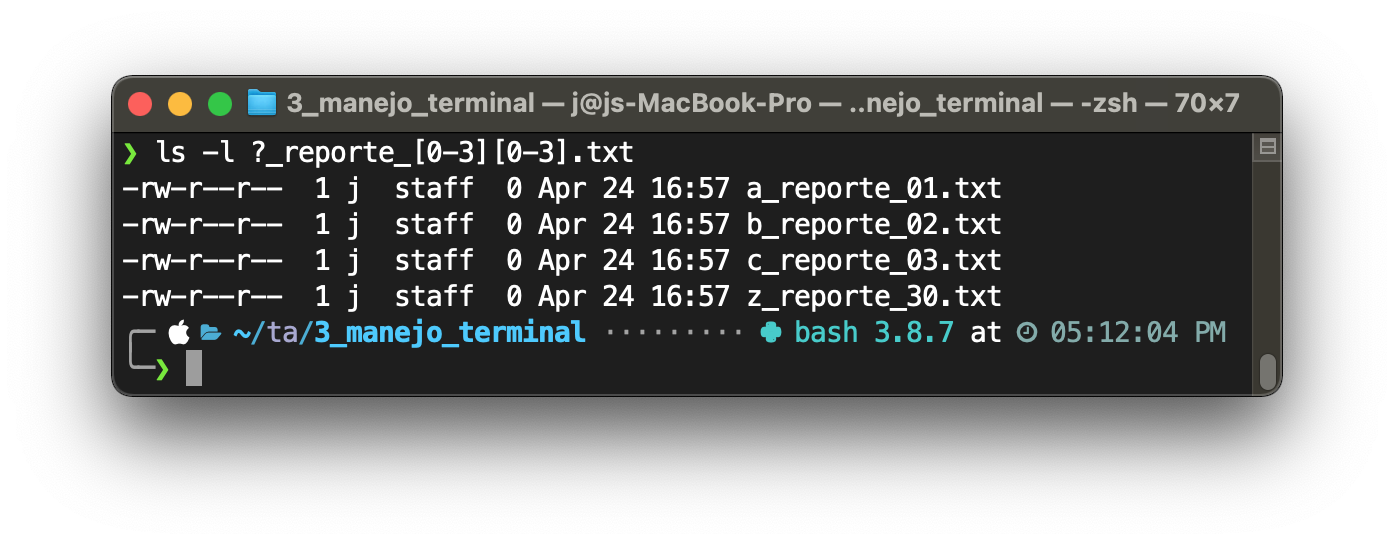 3_manejo_terminal — j@js-MacBook-Pro — ..nejo_terminal — -zsh — 70×7
❯ ls -l ?_reporte_[0-3][0-3].txt
-rw-r--r--  1 j  staff  0 Apr 24 16:57 a_reporte_01.txt
-rw-r--r--  1 j  staff  0 Apr 24 16:57 b_reporte_02.txt
-rw-r--r--  1 j  staff  0 Apr 24 16:57 c_reporte_03.txt
-rw-r--r--  1 j  staff  0 Apr 24 16:57 z_reporte_30.txt
~/ta/3_manejo_terminal ········· bash 3.8.7 at 05:12:04 PM
❯